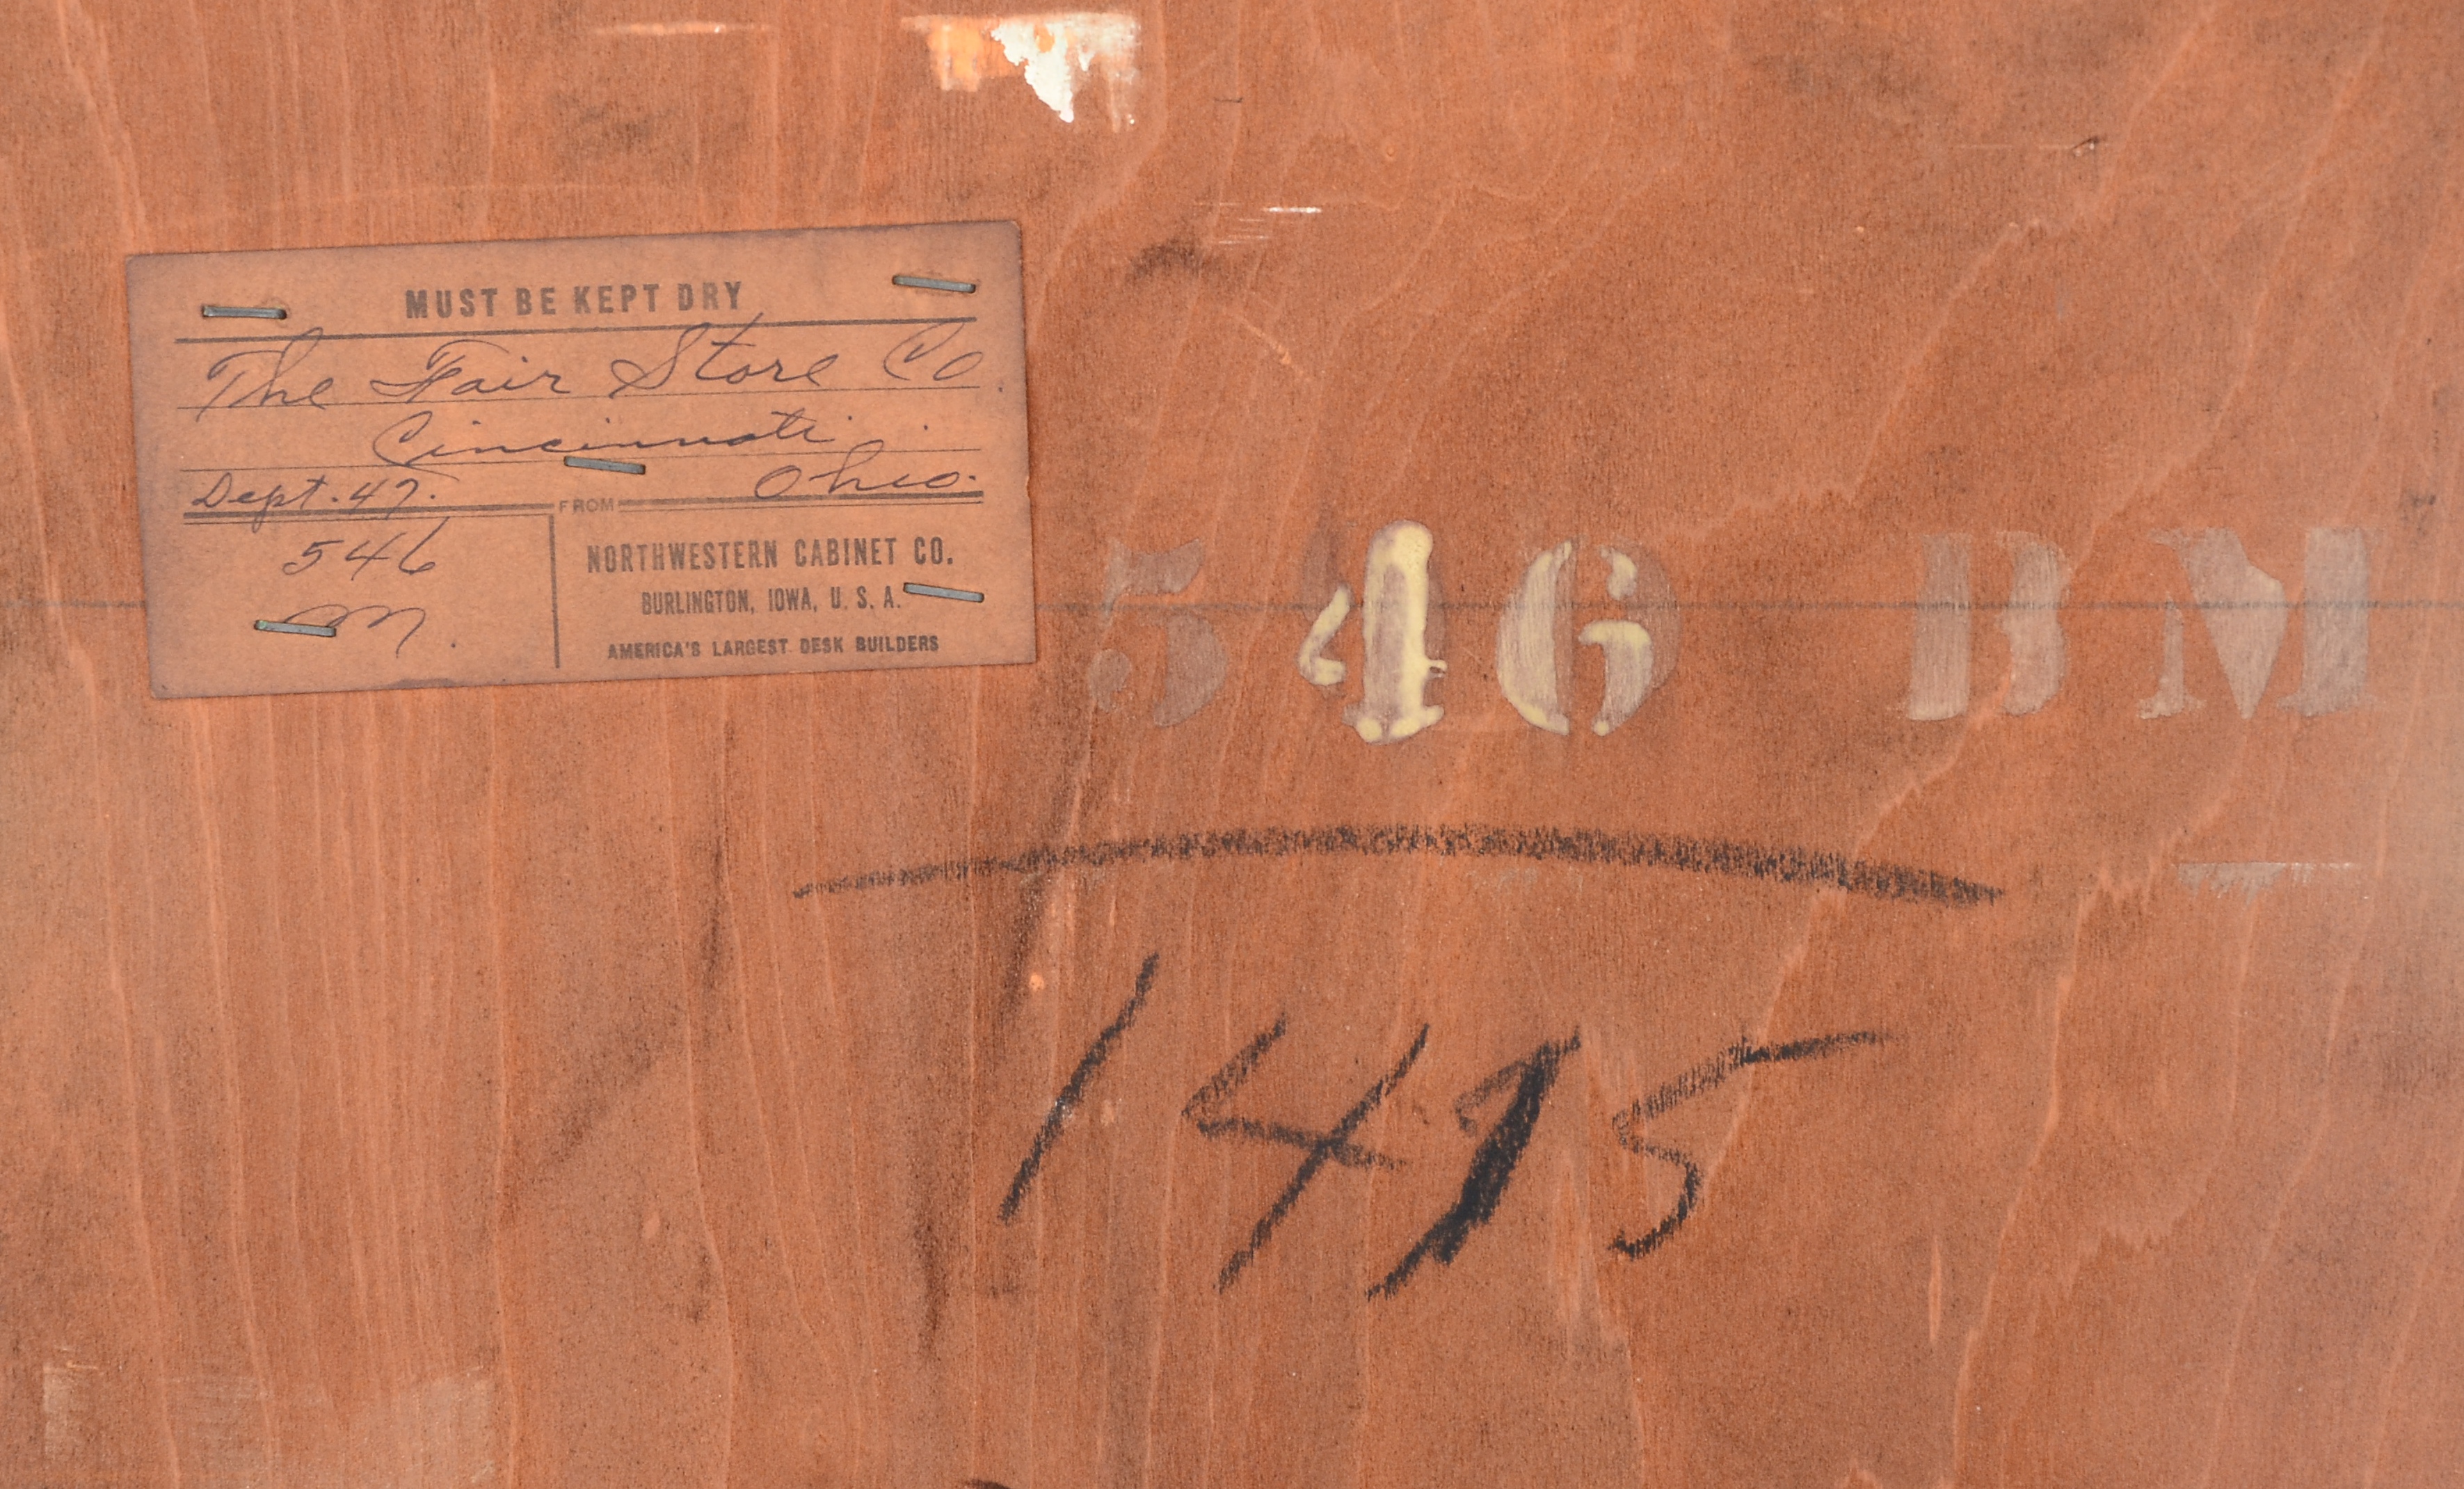 MUST BE KEPT DRY
The Fair Store Co.
Cincinnati
Dept. 47. Ohio.
FROM
546
M.
NORTHWESTERN CABINET CO.
BURLINGTON, IOWA, U. S. A.
AMERICA'S LARGEST DESK BUILDERS
546 BM
1415